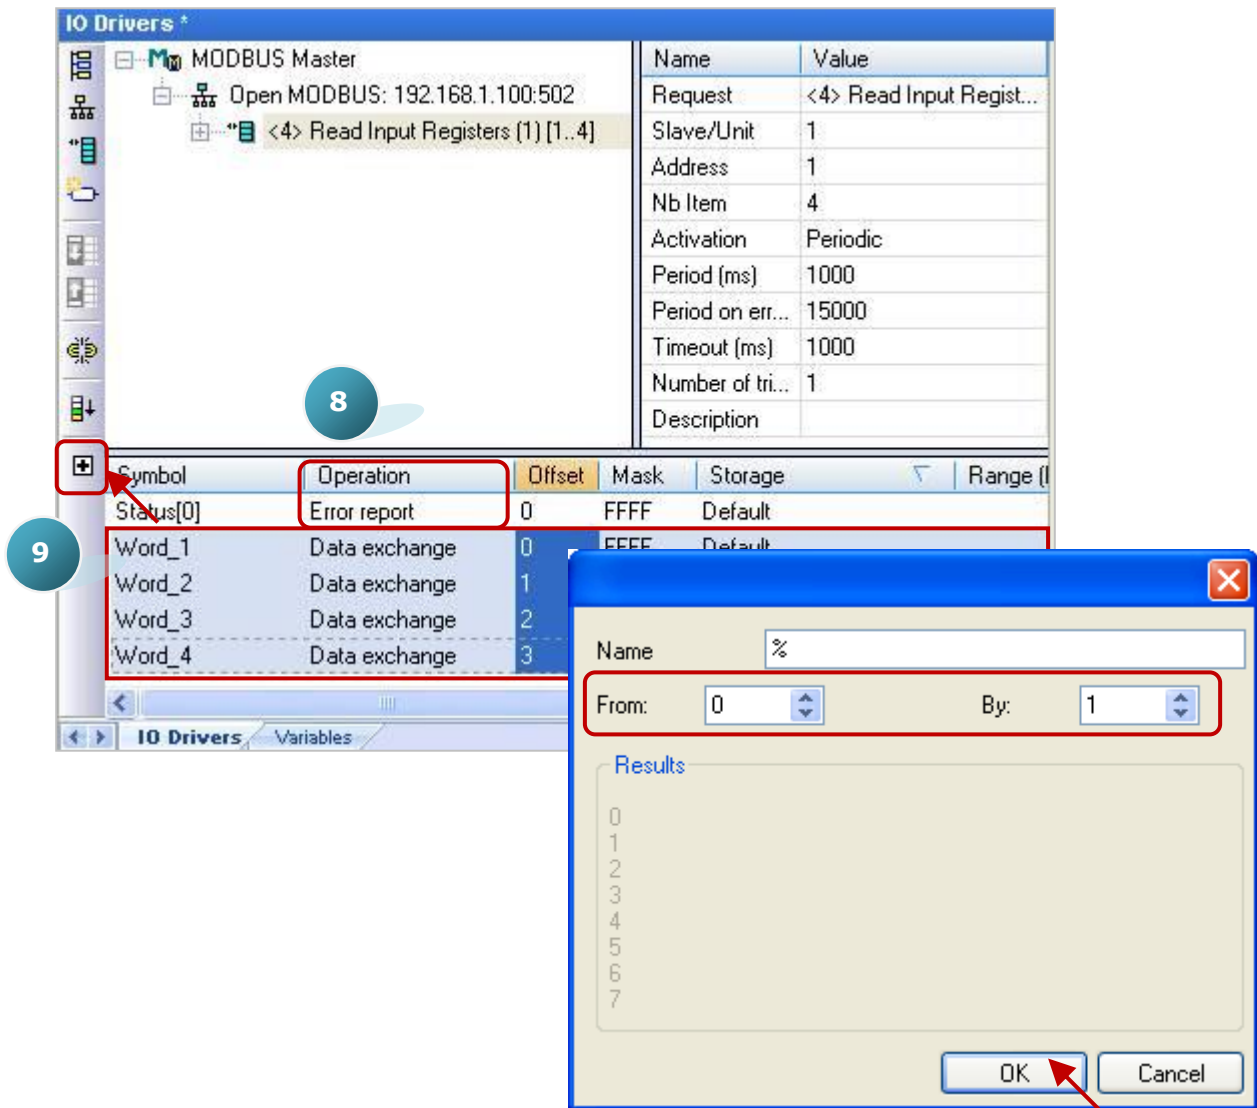 IO Drivers *
MODBUS Master
Open MODBUS: 192.168.1.100:502
<4> Read Input Registers (1) [1..4]
Name Value
Request <4> Read Input Regist...
Slave/Unit 1
Address 1
Nb Item 4
Activation Periodic
Period (ms) 1000
Period on err... 15000
Timeout (ms) 1000
Number of tri... 1
Description
8
Symbol Operation Offset Mask Storage Range (
Status[0] Error report 0 FFFF Default
9
Word_1 Data exchange 0 FFFF Default
Word_2 Data exchange 1
Word_3 Data exchange 2
Word_4 Data exchange 3
IO Drivers Variables
Name %
From: 0 By: 1
Results
0
1
2
3
4
5
6
7
OK Cancel